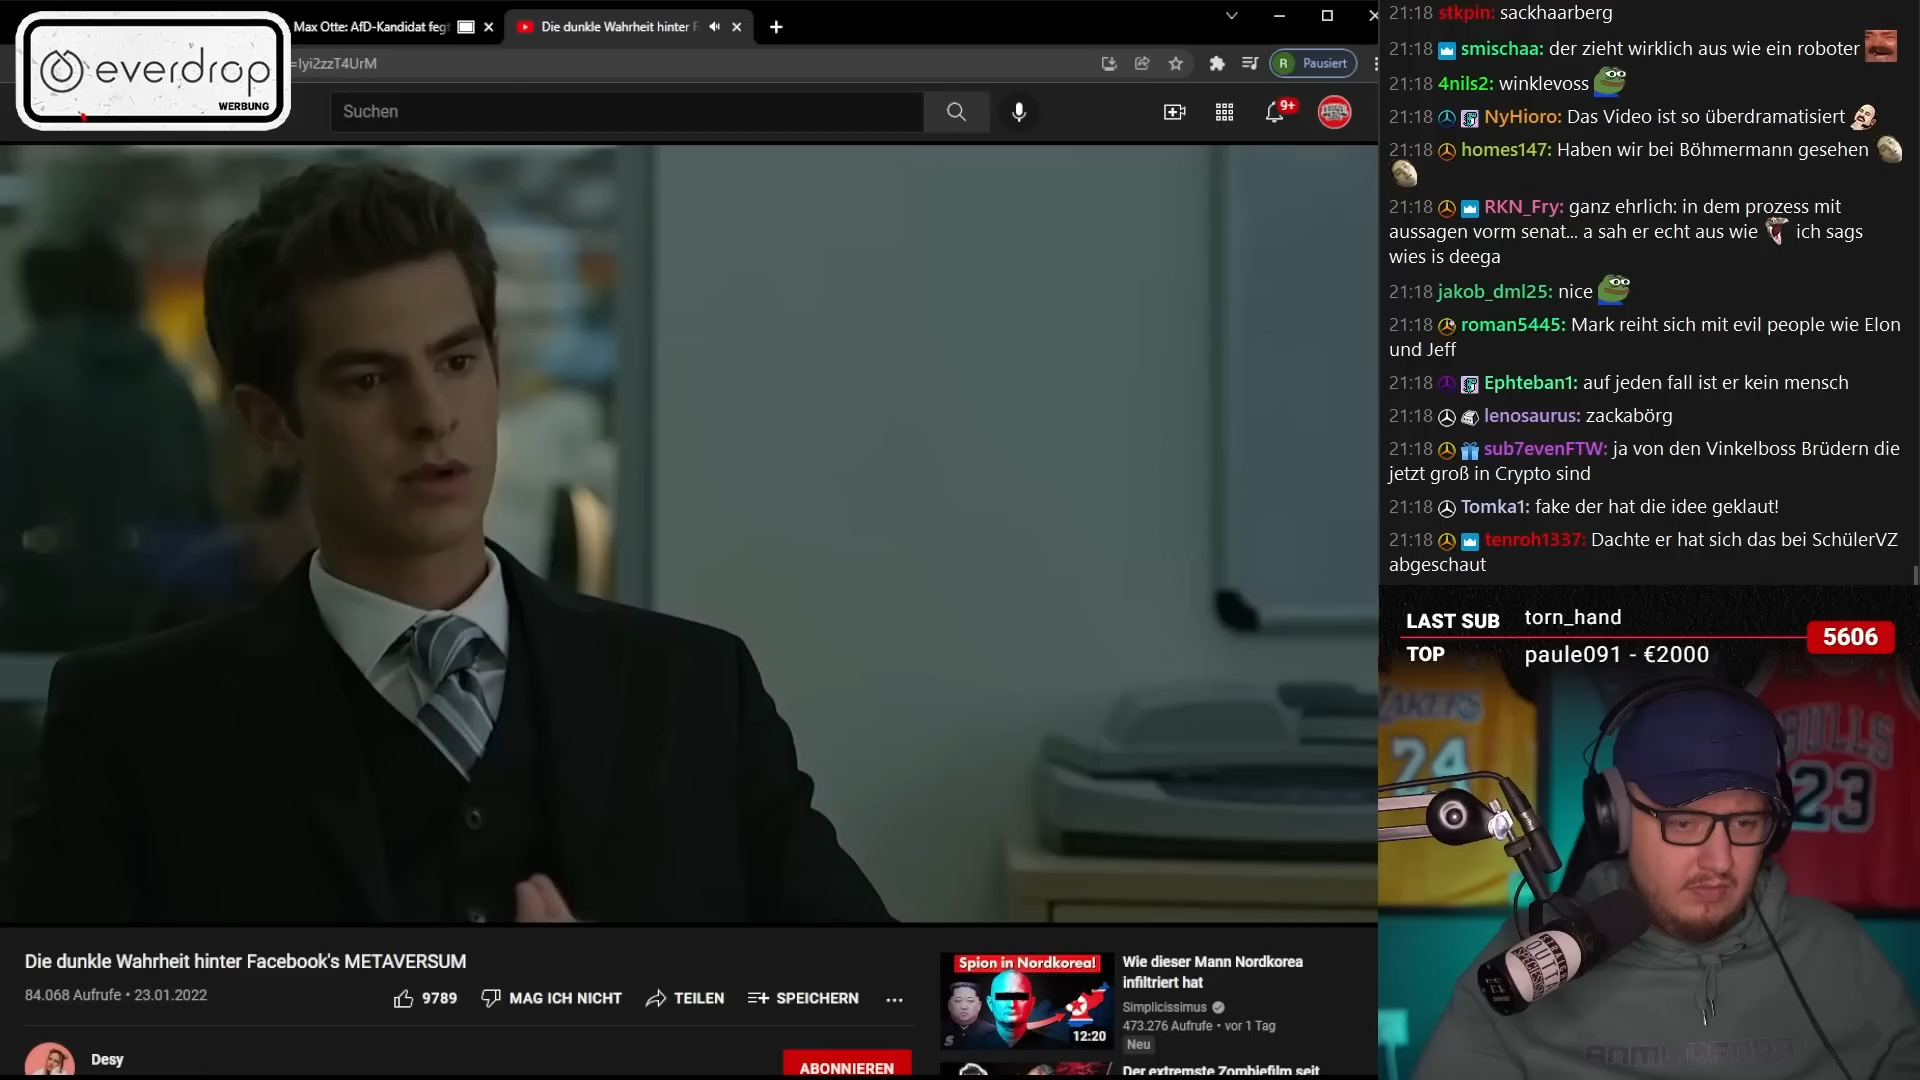 everdrop
WERBUNG
Max Otte: AfD-Kandidat fegt
Die dunkle Wahrheit hinter F
=lyi2zzT4UrM
R Pausiert
Suchen
9+
Die dunkle Wahrheit hinter Facebook's METAVERSUM
84.068 Aufrufe • 23.01.2022
9789 MAG ICH NICHT TEILEN SPEICHERN ...
Desy
ABONNIEREN
Spion in Nordkorea!
12:20
Wie dieser Mann Nordkorea
infiltriert hat
Simplicissimus
473.276 Aufrufe • vor 1 Tag
Neu
Der extremste Zombiefilm seit
21:18 stkpin: sackhaarberg
21:18 smischaa: der zieht wirklich aus wie ein roboter
21:18 4nils2: winklevoss
21:18 NyHioro: Das Video ist so überdramatisiert
21:18 homes147: Haben wir bei Böhmermann gesehen
21:18 RKN_Fry: ganz ehrlich: in dem prozess mit
aussagen vorm senat... a sah er echt aus wie ich sags
wies is deega
21:18 jakob_dml25: nice
21:18 roman5445: Mark reiht sich mit evil people wie Elon
und Jeff
21:18 Ephteban1: auf jeden fall ist er kein mensch
21:18 lenosaurus: zackabörg
21:18 sub7evenFTW: ja von den Vinkelboss Brüdern die
jetzt groß in Crypto sind
21:18 Tomka1: fake der hat die idee geklaut!
21:18 tenroh1337: Dachte er hat sich das bei SchülerVZ
abgeschaut
LAST SUB torn_hand
5606
TOP paule091 - €2000
LAKERS
24
BULLS
23
STRAIGHT
OUTTA